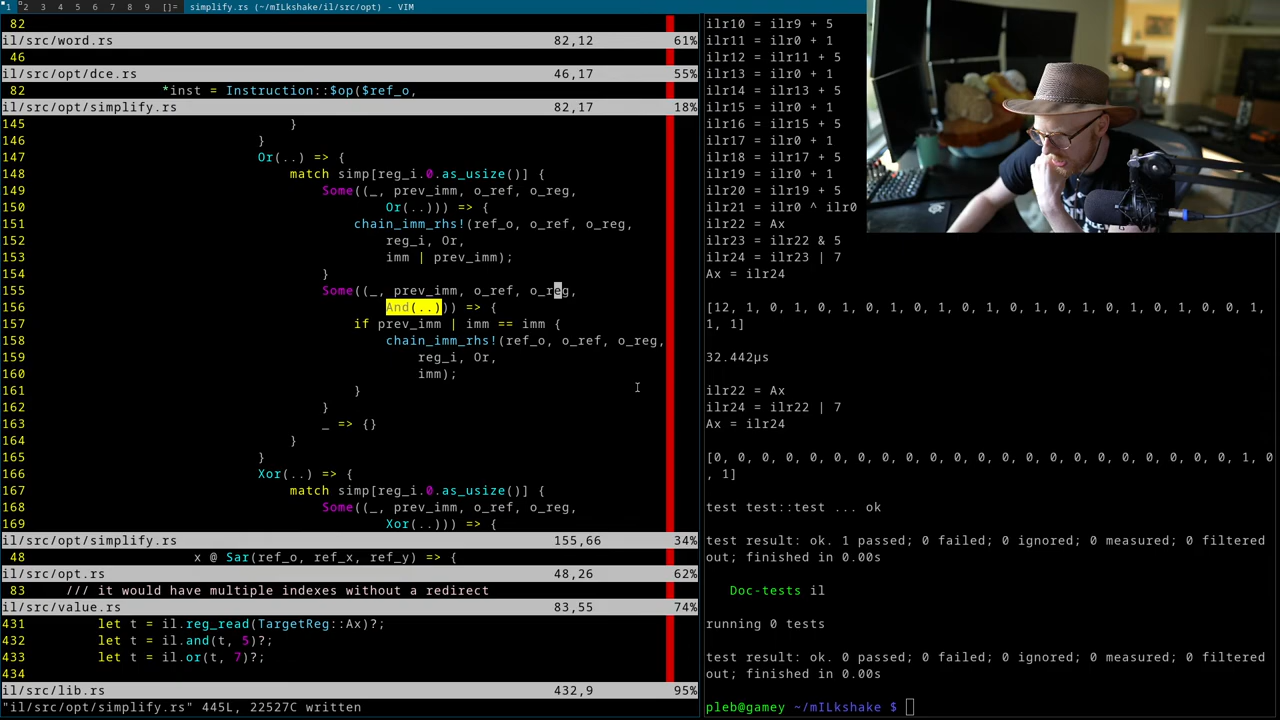 1 2 3 4 5 6 7 8 9 []= simplify.rs (~/mILkshake/il/src/opt) - VIM
82
il/src/word.rs 82,12 61%
46
il/src/opt/dce.rs 46,17 55%
82 *inst = Instruction::$op($ref_o,
il/src/opt/simplify.rs 82,17 18%
145 }
146 }
147 Or(..) => {
148 match simp[reg_i.0.as_usize()] {
149 Some((_, prev_imm, o_ref, o_reg,
150 Or(..))) => {
151 chain_imm_rhs!(ref_o, o_ref, o_reg,
152 reg_i, Or,
153 imm | prev_imm);
154 }
155 Some((_, prev_imm, o_ref, o_reg,
156 And(..))) => {
157 if prev_imm | imm == imm {
158 chain_imm_rhs!(ref_o, o_ref, o_reg,
159 reg_i, Or,
160 imm);
161 }
162 }
163 _ => {}
164 }
165 }
166 Xor(..) => {
167 match simp[reg_i.0.as_usize()] {
168 Some((_, prev_imm, o_ref, o_reg,
169 Xor(..))) => {
il/src/opt/simplify.rs 155,66 34%
48 x @ Sar(ref_o, ref_x, ref_y) => {
il/src/opt.rs 48,26 62%
83 /// it would have multiple indexes without a redirect
il/src/value.rs 83,55 74%
431 let t = il.reg_read(TargetReg::Ax)?;
432 let t = il.and(t, 5)?;
433 let t = il.or(t, 7)?;
434
il/src/lib.rs 432,9 95%
"il/src/opt/simplify.rs" 445L, 22527C written
ilr10 = ilr9 + 5
ilr11 = ilr0 + 1
ilr12 = ilr11 + 5
ilr13 = ilr0 + 1
ilr14 = ilr13 + 5
ilr15 = ilr0 + 1
ilr16 = ilr15 + 5
ilr17 = ilr0 + 1
ilr18 = ilr17 + 5
ilr19 = ilr0 + 1
ilr20 = ilr19 + 5
ilr21 = ilr0 ^ ilr0
ilr22 = Ax
ilr23 = ilr22 & 5
ilr24 = ilr23 | 7
Ax = ilr24
[12, 1, 0, 1, 0, 1, 0, 1, 0, 1, 0, 1, 0, 1, 0, 1, 0, 1, 0, 1, 0, 1,
1, 1]
32.442µs
ilr22 = Ax
ilr24 = ilr22 | 7
Ax = ilr24
[0, 0, 0, 0, 0, 0, 0, 0, 0, 0, 0, 0, 0, 0, 0, 0, 0, 0, 0, 0, 0, 1, 0
, 1]
test test::test ... ok
test result: ok. 1 passed; 0 failed; 0 ignored; 0 measured; 0 filtered
out; finished in 0.00s
Doc-tests il
running 0 tests
test result: ok. 0 passed; 0 failed; 0 ignored; 0 measured; 0 filtered
out; finished in 0.00s
pleb@gamey ~/mILkshake $